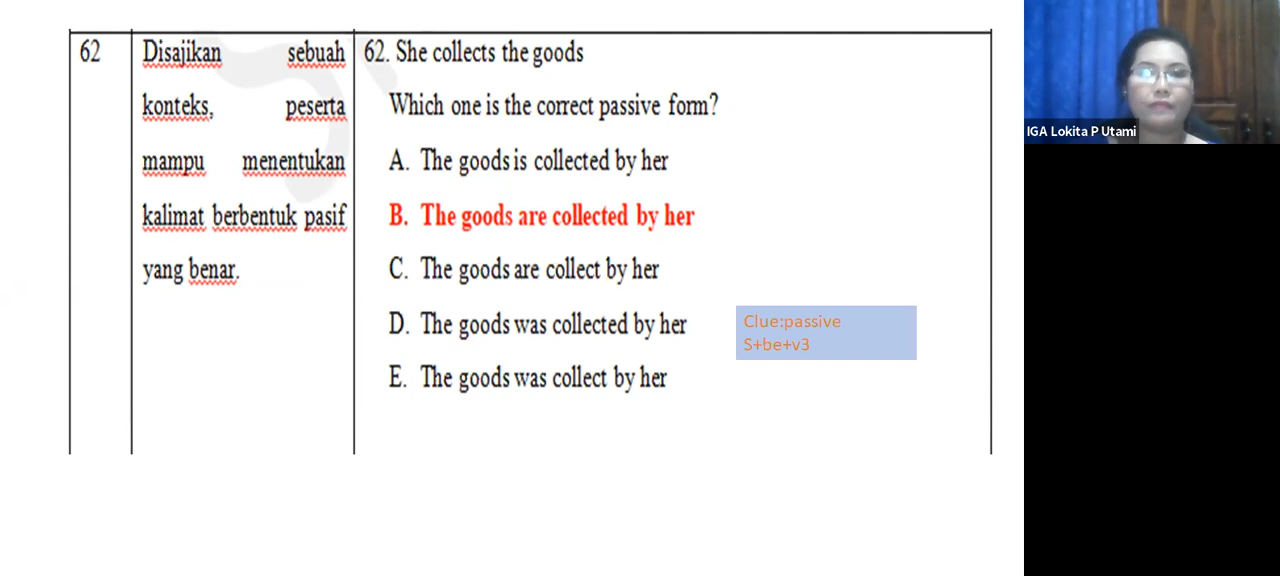 62
Disajikan sebuah
konteks, peserta
mampu menentukan
kalimat berbentuk pasif
yang benar.
62. She collects the goods
Which one is the correct passive form?
A. The goods is collected by her
B. The goods are collected by her
C. The goods are collect by her
D. The goods was collected by her
E. The goods was collect by her
Clue:passive
S+be+v3
IGA Lokita P Utami